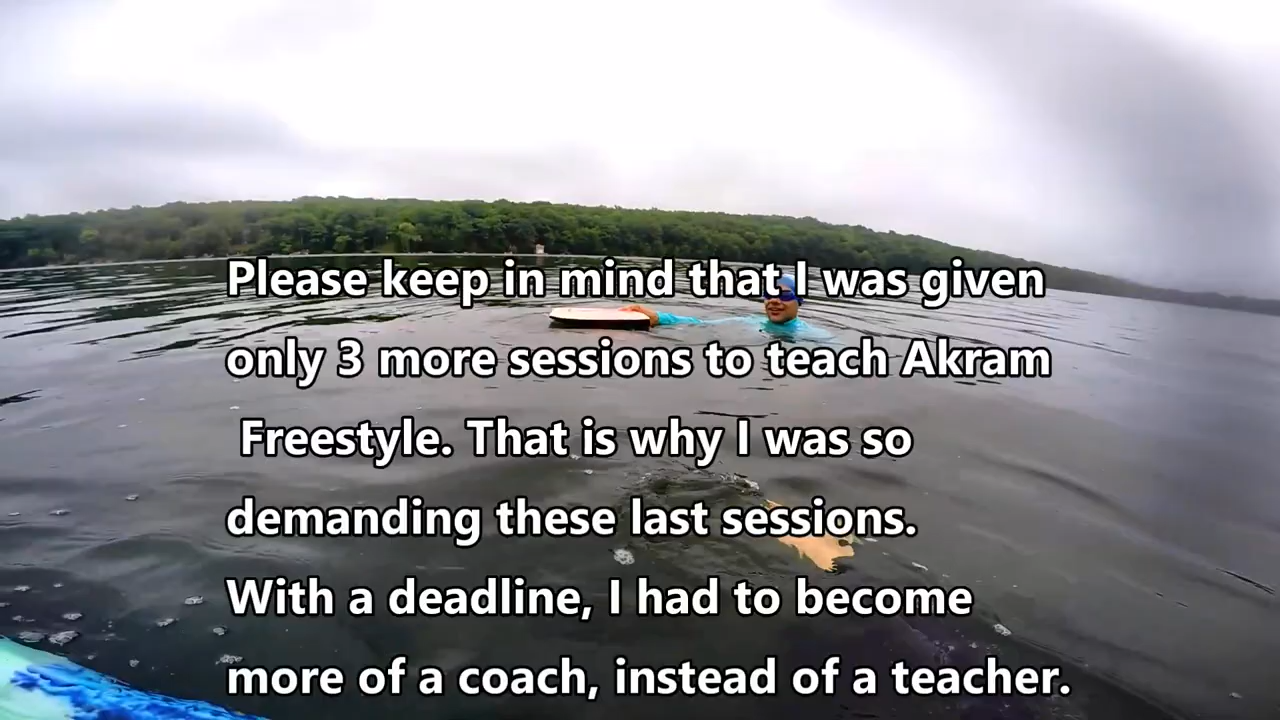 Please keep in mind that I was given
only 3 more sessions to teach Akram
Freestyle. That is why I was so
demanding these last sessions.
With a deadline, I had to become
more of a coach, instead of a teacher.